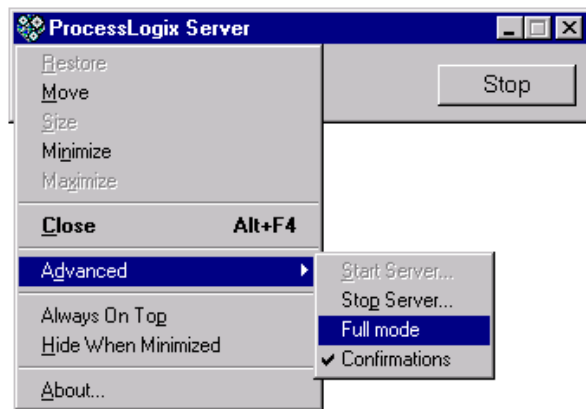 ProcessLogix Server
Restore
Move
Size
Minimize
Maximize
Close Alt+F4
Advanced
Always On Top
Hide When Minimized
About...
Stop
Start Server...
Stop Server...
Full mode
Confirmations